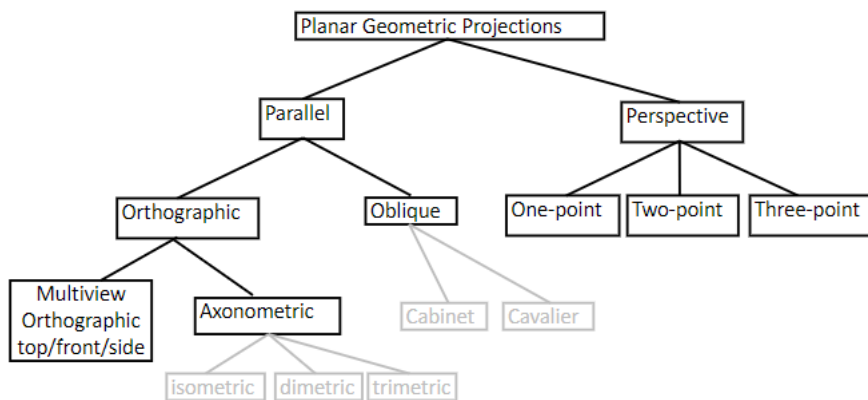 Planar Geometric Projections
Parallel
Perspective
Orthographic
Oblique
One-point
Two-point
Three-point
Multiview
Orthographic
top/front/side
Axonometric
Cabinet
Cavalier
isometric
dimetric
trimetric